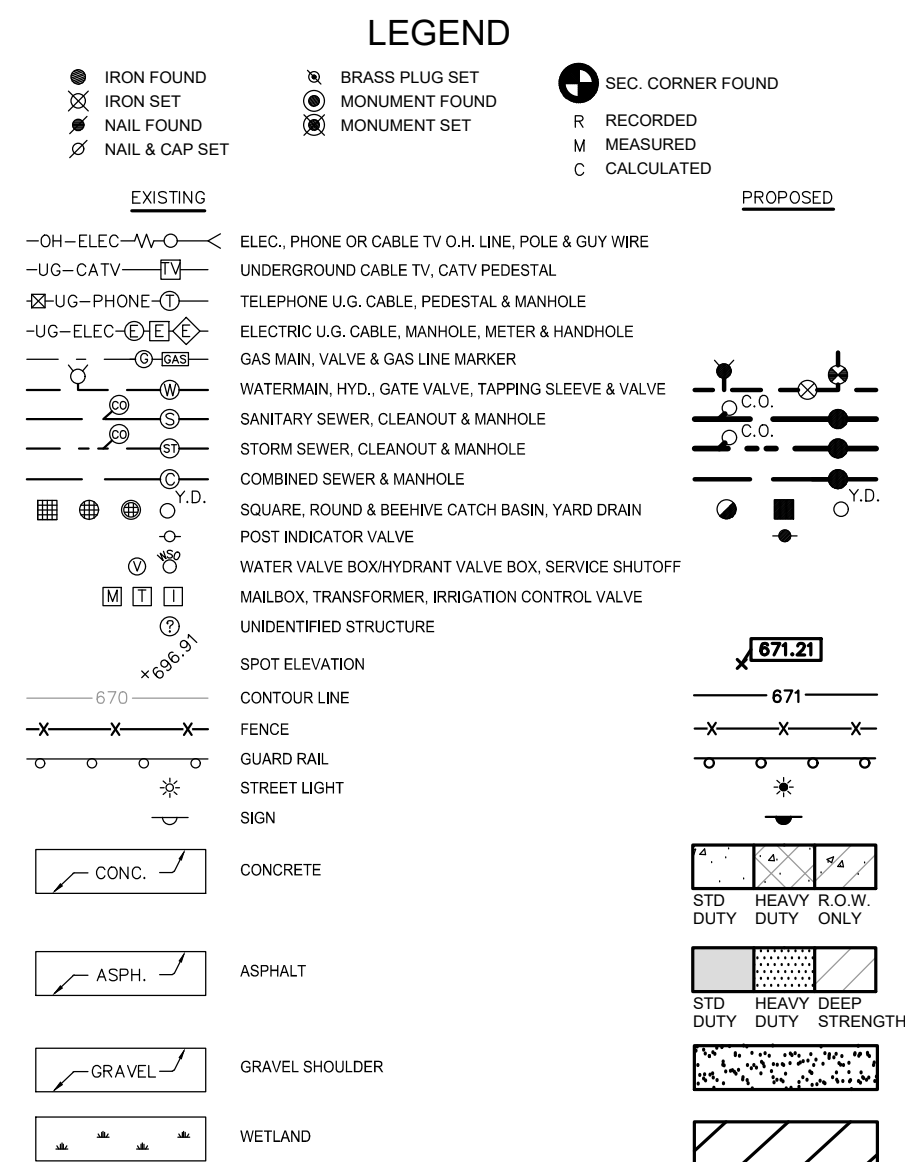 LEGEND
IRON FOUND
IRON SET
NAIL FOUND
NAIL & CAP SET
BRASS PLUG SET
MONUMENT FOUND
MONUMENT SET
SEC. CORNER FOUND
R RECORDED
M MEASURED
C CALCULATED
EXISTING PROPOSED
OH-ELEC ELEC., PHONE OR CABLE TV O.H. LINE, POLE & GUY WIRE
UG-CATV TV UNDERGROUND CABLE TV, CATV PEDESTAL
UG-PHONE T TELEPHONE U.G. CABLE, PEDESTAL & MANHOLE
UG-ELEC E E E ELECTRIC U.G. CABLE, MANHOLE, METER & HANDHOLE
G GAS GAS MAIN, VALVE & GAS LINE MARKER
W WATERMAIN, HYD., GATE VALVE, TAPPING SLEEVE & VALVE
CO S SANITARY SEWER, CLEANOUT & MANHOLE C.O.
CO ST STORM SEWER, CLEANOUT & MANHOLE C.O.
C COMBINED SEWER & MANHOLE
Y.D. SQUARE, ROUND & BEEHIVE CATCH BASIN, YARD DRAIN Y.D.
POST INDICATOR VALVE
V WSO WATER VALVE BOX/HYDRANT VALVE BOX, SERVICE SHUTOFF
M T I MAILBOX, TRANSFORMER, IRRIGATION CONTROL VALVE
? UNIDENTIFIED STRUCTURE
+696.91 SPOT ELEVATION 671.21
670 CONTOUR LINE 671
X X X FENCE X X X
GUARD RAIL
STREET LIGHT
SIGN
CONC. CONCRETE
STD DUTY
HEAVY DUTY
R.O.W. ONLY
ASPH. ASPHALT
STD DUTY
HEAVY DUTY
DEEP STRENGTH
GRAVEL GRAVEL SHOULDER
WETLAND